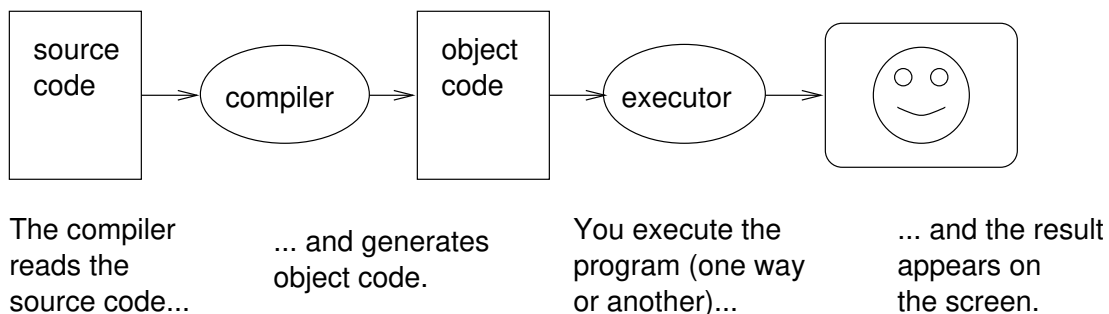 source
code
compiler
object
code
executor
The compiler
reads the
source code...
... and generates
object code.
You execute the
program (one way
or another)...
... and the result
appears on
the screen.